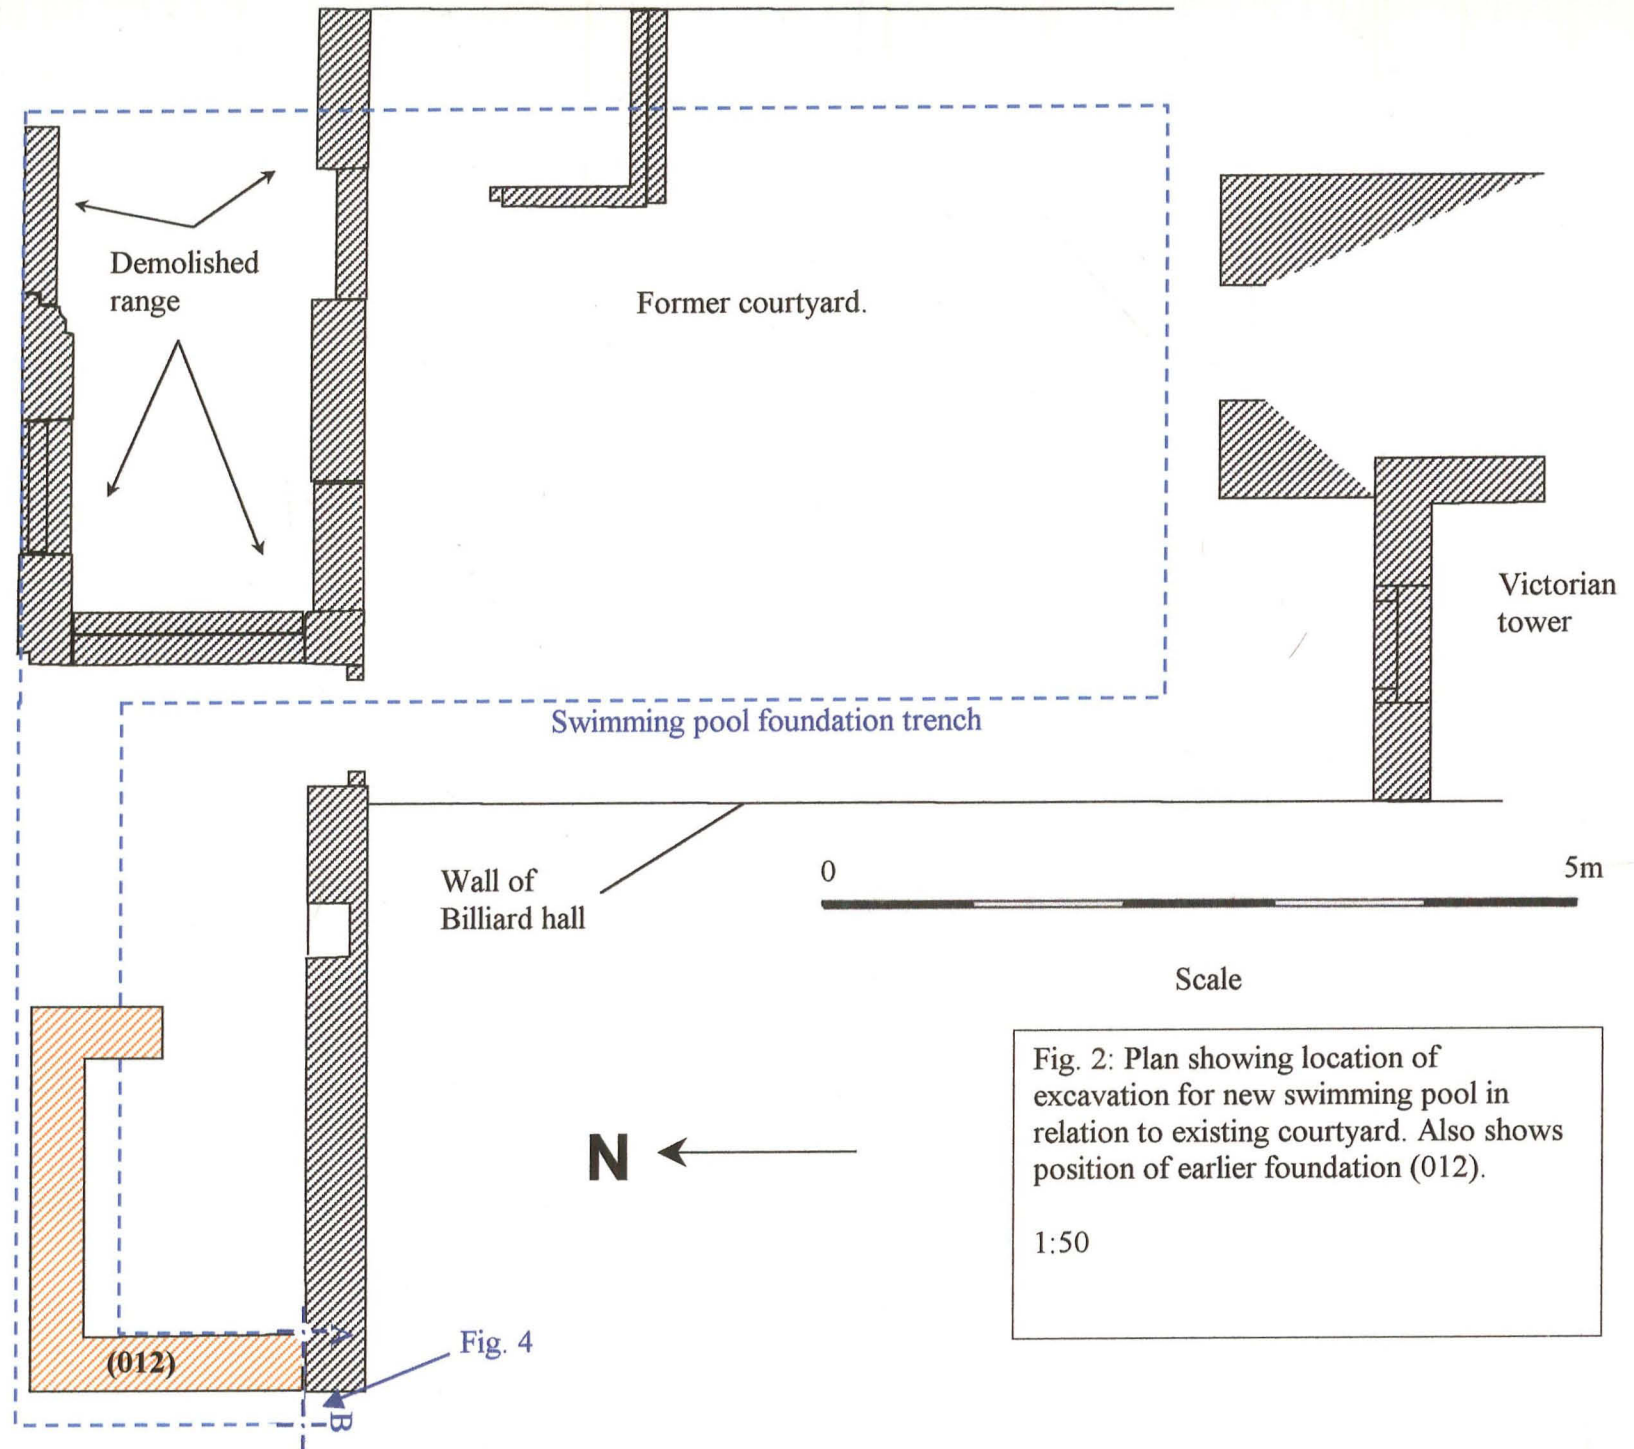 Demolished
range
Former courtyard.
Victorian
tower
Swimming pool foundation trench
Wall of
Billiard hall
0
5m
Scale
N
Fig. 2: Plan showing location of
excavation for new swimming pool in
relation to existing courtyard. Also shows
position of earlier foundation (012).
1:50
(012)
A
Fig. 4
B